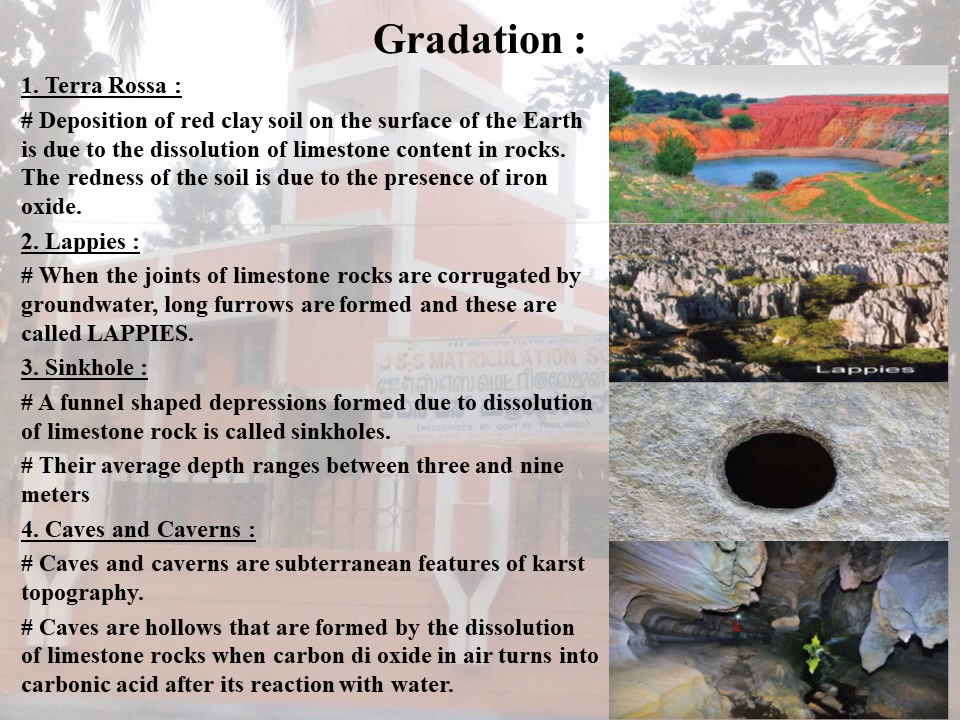 Gradation :
1. Terra Rossa :
# Deposition of red clay soil on the surface of the Earth
is due to the dissolution of limestone content in rocks.
The redness of the soil is due to the presence of iron
oxide.
2. Lappies :
# When the joints of limestone rocks are corrugated by
groundwater, long furrows are formed and these are
called LAPPIES.
3. Sinkhole :
# A funnel shaped depressions formed due to dissolution
of limestone rock is called sinkholes.
# Their average depth ranges between three and nine
meters
4. Caves and Caverns :
# Caves and caverns are subterranean features of karst
topography.
# Caves are hollows that are formed by the dissolution
of limestone rocks when carbon di oxide in air turns into
carbonic acid after its reaction with water.
Lappies
MATRICULATION